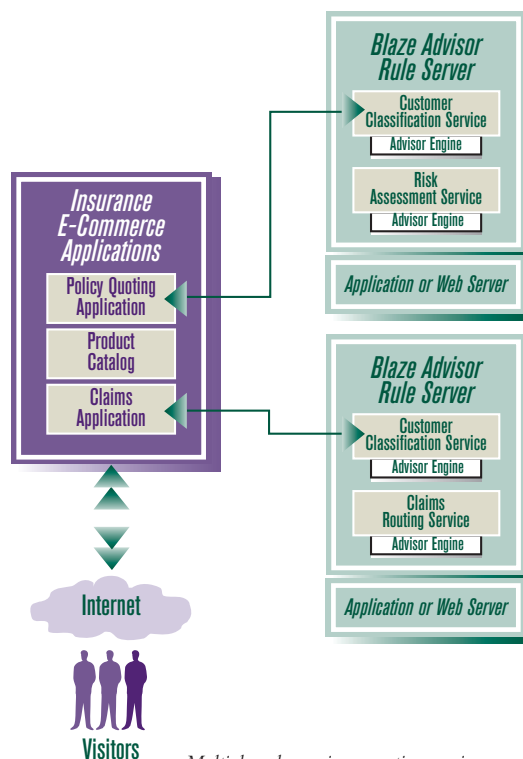 Insurance
E-Commerce
Applications
Policy Quoting
Application
Product
Catalog
Claims
Application
Internet
Visitors
Blaze Advisor
Rule Server
Customer
Classification Service
Advisor Engine
Risk
Assessment Service
Advisor Engine
Application or Web Server
Blaze Advisor
Rule Server
Customer
Classification Service
Advisor Engine
Claims
Routing Service
Advisor Engine
Application or Web Server